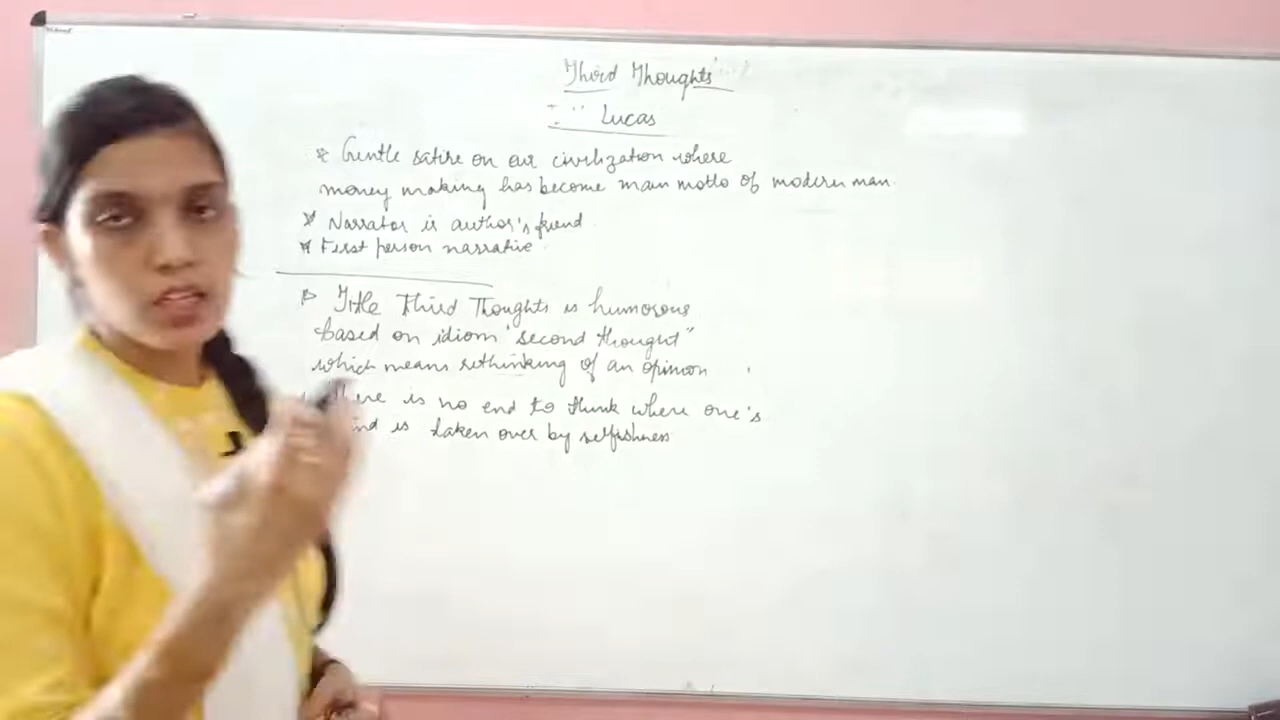 Third Thoughts
Lucas
* Gentle satire on our civilization where
money making has become main motto of modern man.
* Narrator is author's friend
* First person narrative.
Title Third Thoughts is humorous
based on idiom "second thought"
which means rethinking of an opinion
there is no end to think where one's
is taken over by selfishness